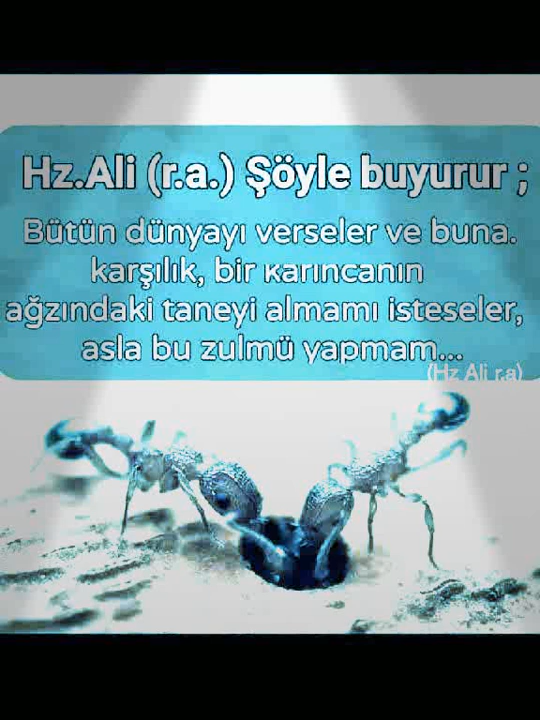 Hz.Ali (r.a.) Şöyle buyurur ;
Bütün dünyayı verseler ve buna.
karşılık, bir karıncanın
ağzındaki taneyi almamı isteseler,
asla bu zulmü yapmam...
(Hz Ali r.a)